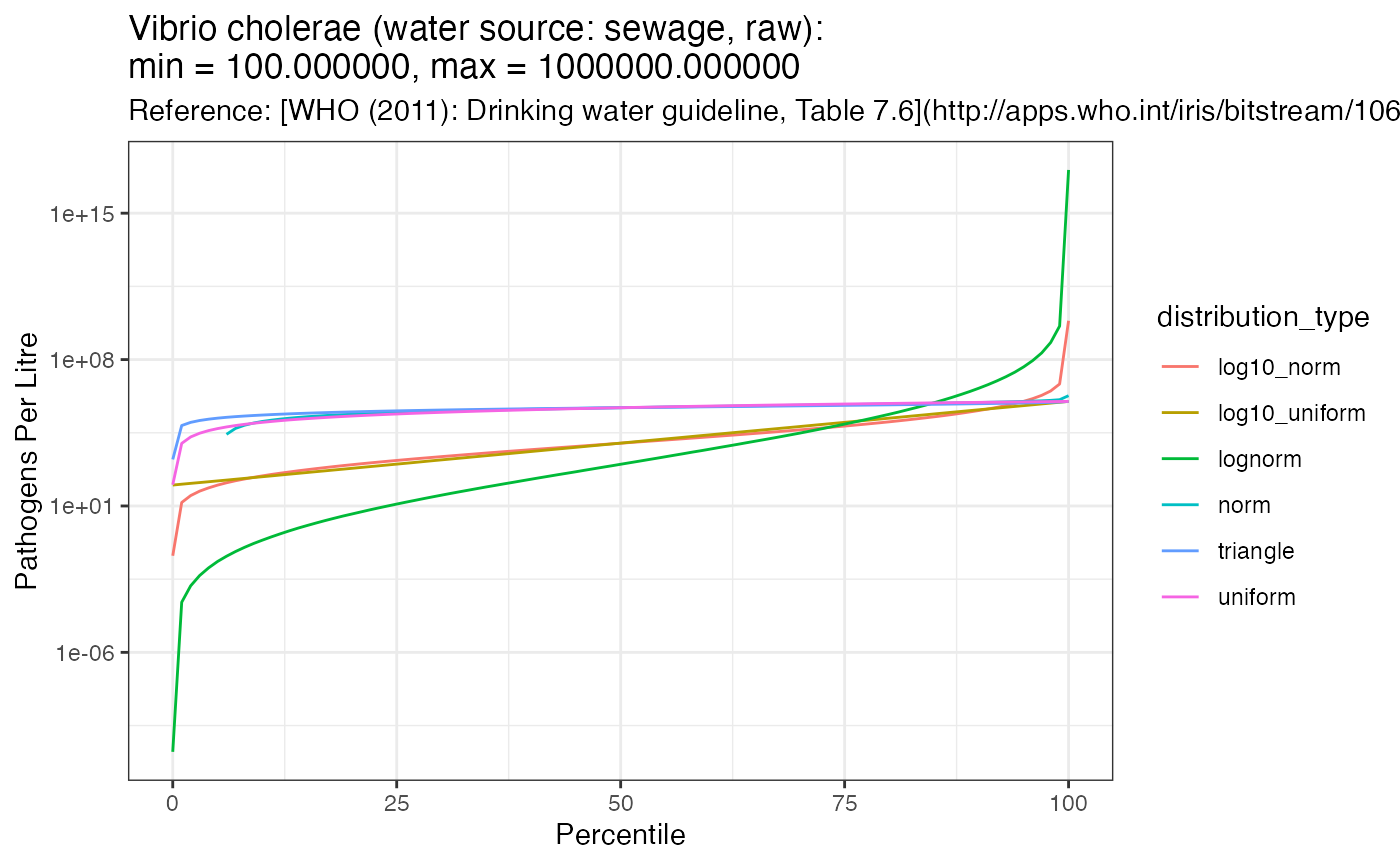 Vibrio cholerae (water source: sewage, raw):
min = 100.000000, max = 1000000.000000
Reference: [WHO (2011): Drinking water guideline, Table 7.6](http://apps.who.int/iris/bitstream/106
Pathogens Per Litre
1e+15
1e+08
1e+01
1e-06
0 25 50 75 100
Percentile
distribution_type
log10_norm
log10_uniform
lognorm
norm
triangle
uniform